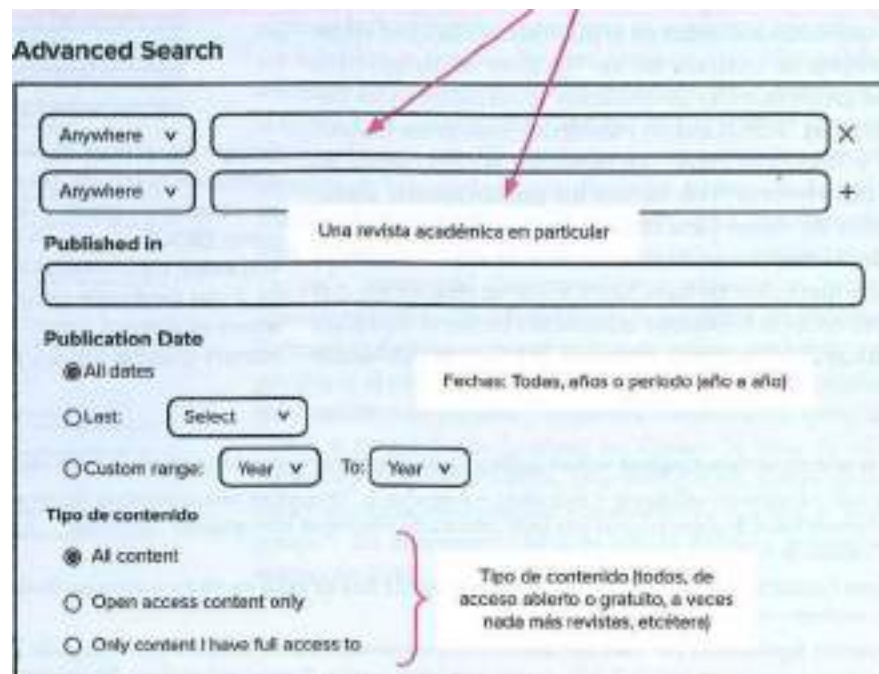 Advanced Search
Anywhere
Anywhere
Published in
Una revista académica en particular
Publication Date
All dates
Fechas: Todas, años o periodo (año a año)
Last: Select
Custom range: Year To: Year
Tipo de contenido
All content
Open access content only
Only content I have full access to
Tipo de contenido (todos, de
acceso abierto o gratuito, a veces
nada más revistas, etcétera)